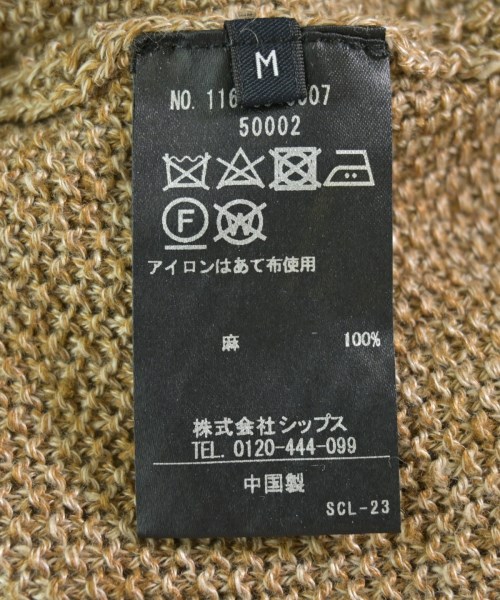 M
NO. 116 0007
50002
F
W
アイロンはあて布使用
麻 100%
株式会社シップス
TEL. 0120-444-099
中国製
SCL-23